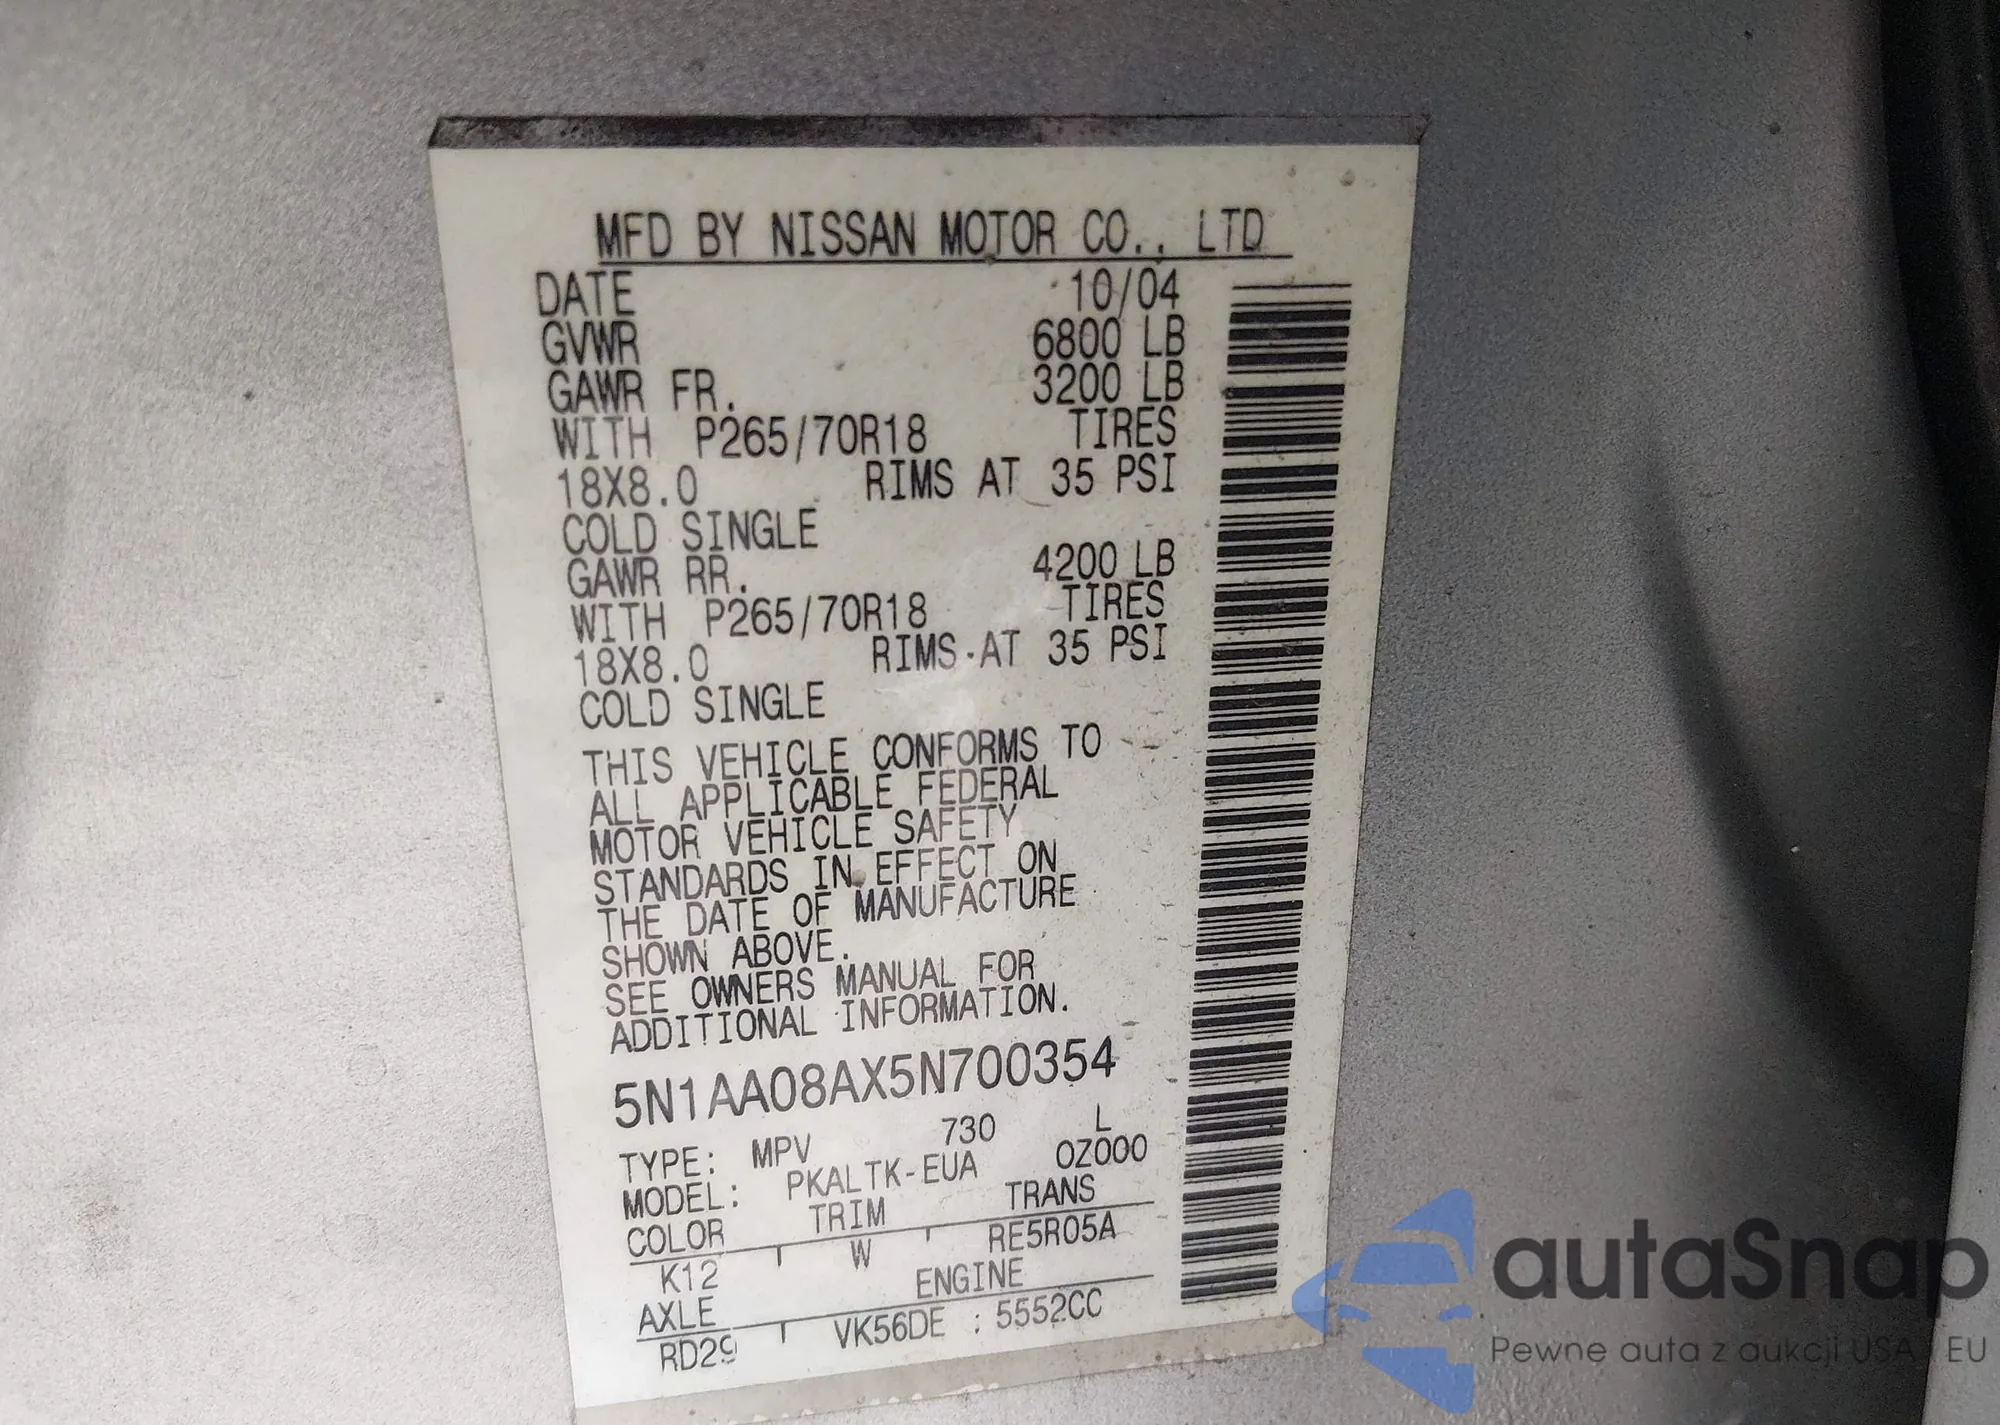 MFD BY NISSAN MOTOR CO., LTD
DATE 10/04
GVWR 6800 LB
GAWR FR. 3200 LB
WITH P265/70R18 TIRES
18X8.0 RIMS AT 35 PSI
COLD SINGLE
GAWR RR. 4200 LB
WITH P265/70R18 TIRES
18X8.0 RIMS AT 35 PSI
COLD SINGLE
THIS VEHICLE CONFORMS TO
ALL APPLICABLE FEDERAL
MOTOR VEHICLE SAFETY
STANDARDS IN EFFECT ON
THE DATE OF MANUFACTURE
SHOWN ABOVE.
SEE OWNERS MANUAL FOR
ADDITIONAL INFORMATION.
5N1AA08AX5N700354
730 L
TYPE: MPV 0Z000
MODEL: PKALTK-EUA
COLOR TRIM TRANS
K12 W RE5R05A
AXLE ENGINE
RD29 VK56DE : 5552CC
autaSnap
Pewne auta z aukcji USA i EU